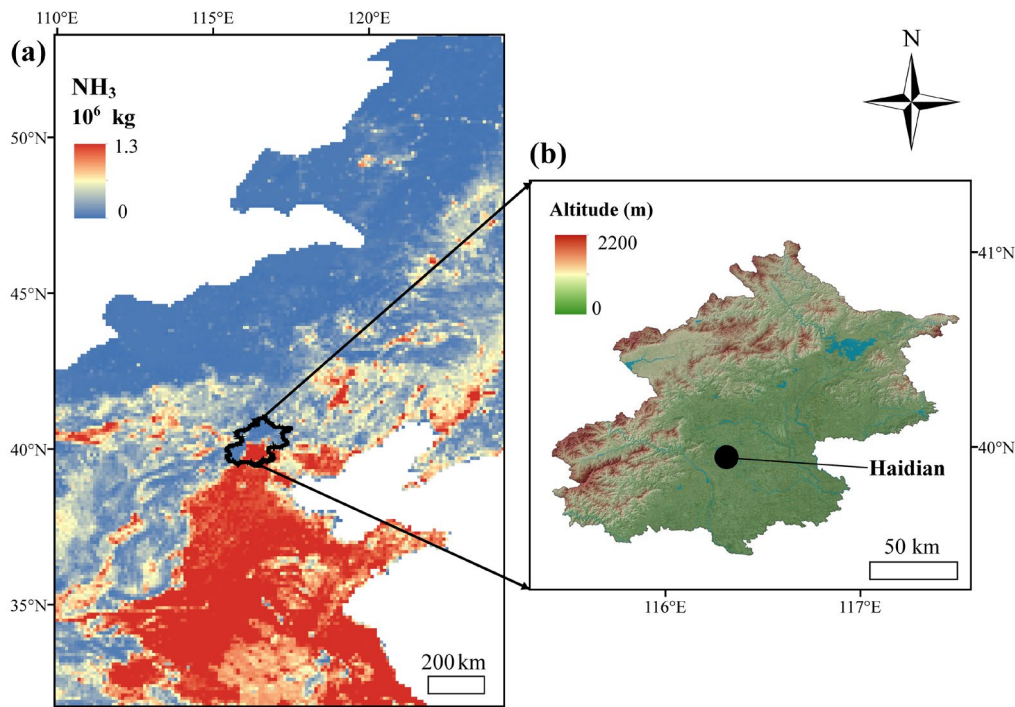 110°E 115°E 120°E
(a)
NH₃
10⁶ kg
1.3
0
50°N
45°N
40°N
35°N
200 km
N
(b)
Altitude (m)
2200
0
41°N
40°N
Haidian
50 km
116°E 117°E